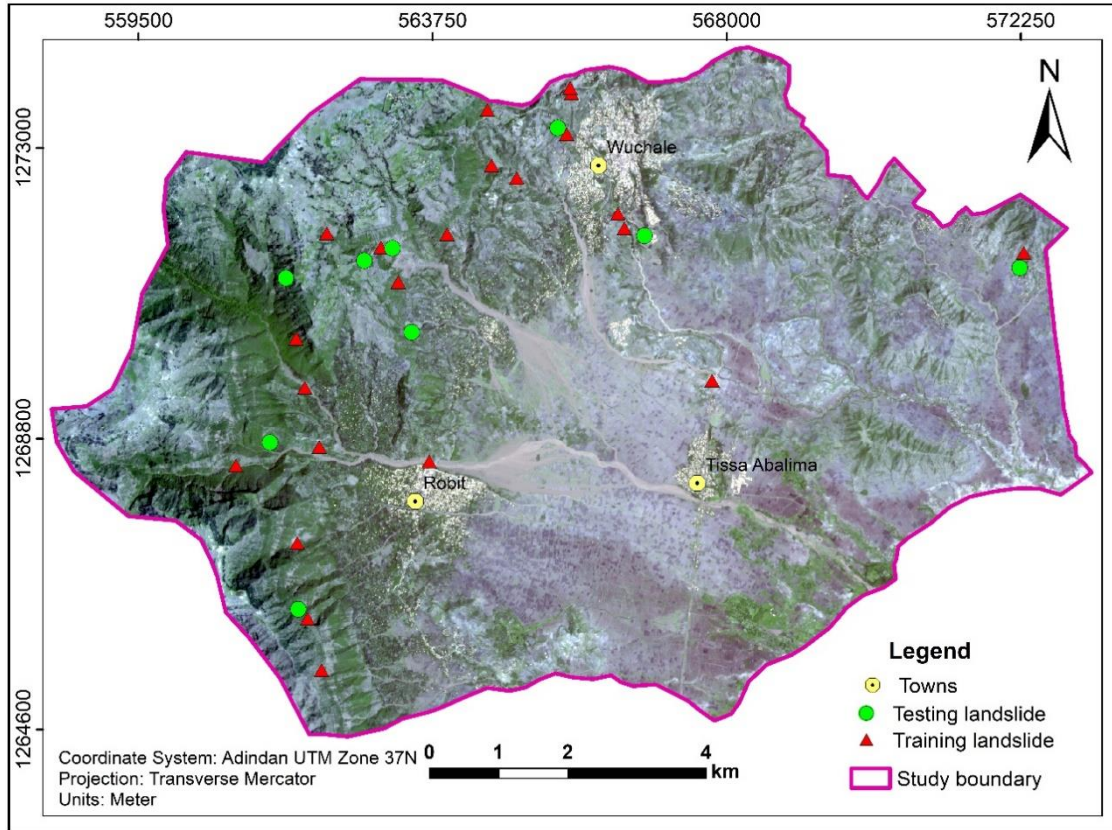 559500 563750 568000 572250
N
1273000
Wuchale
1268800
Tissa Abalima
Robit
1264600
Legend
Towns
Testing landslide
Training landslide
Study boundary
Coordinate System: Adindan UTM Zone 37N
Projection: Transverse Mercator
Units: Meter
0 1 2 4
km